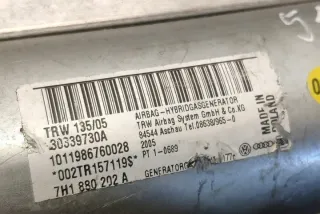 TRW 135/05
30339730A
1011986760028
*002TR157119S*
7H1 880 202 A
AIRBAG-HYBRIDGASGENERATOR
TRW Airbag System GmbH & Co.KG
84544 Aschau Tel.08638/965-0
2005
PT 1-0689
GENERATOR
MADE IN
POLAND